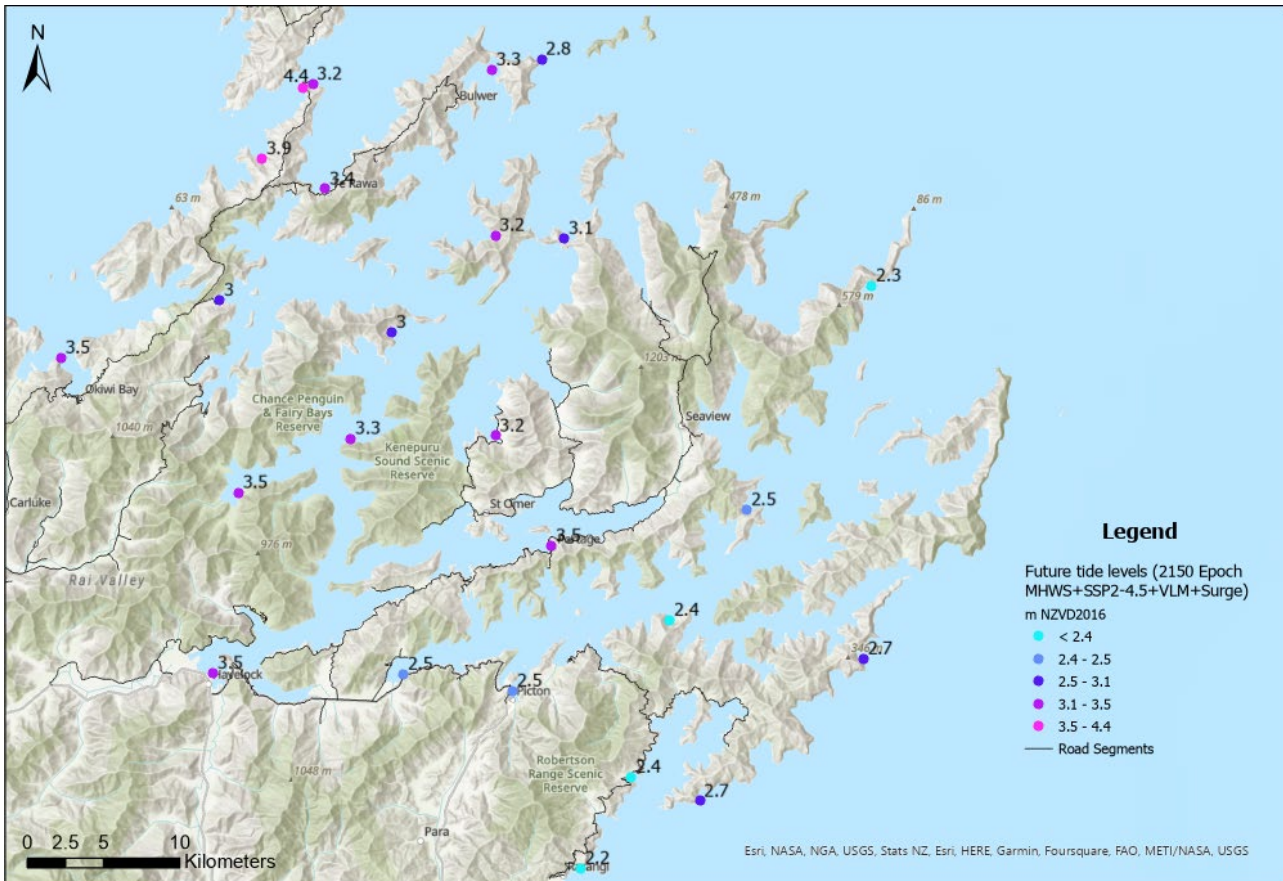 N
2.8
3.3
3.2
4.4
Bulwer
3.9
3.4
Te Rawa
63 m
478 m
86 m
3.2
3.1
2.3
579 m
3
3
3.5
1203 m
Okiwi Bay
Chance Penguin
& Fairy Bays
Reserve
Seaview
1040 m
3.3
3.2
Kenepuru
Sound Scenic
Reserve
3.5
Carluke
St Omer
2.5
3.5
976 m
Rai Valley
2.4
2.7
3.5
Havelock
2.5
2.5
Picton
Robertson
Range Scenic
Reserve
2.4
1048 m
2.7
Para
2.2
Legend
Future tide levels (2150 Epoch
MHWS+SSP2-4.5+VLM+Surge)
m NZVD2016
< 2.4
2.4 - 2.5
2.5 - 3.1
3.1 - 3.5
3.5 - 4.4
Road Segments
0 2.5 5 10
Kilometers
Esri, NASA, NGA, USGS, Stats NZ, Esri, HERE, Garmin, Foursquare, FAO, METI/NASA, USGS